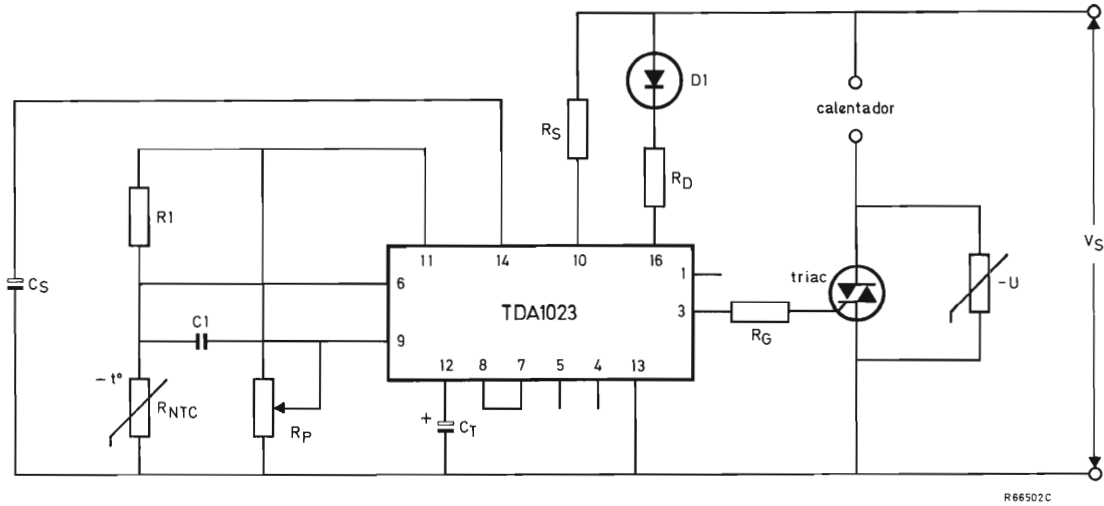 D1
RS
RD
calentador
R1
11
14
10
16
VS
CS
6
1
triac
-U
TDA1023
C1
9
3
RG
-t°
RNTC
RP
12
8
7
5
4
13
+
CT
R66502C